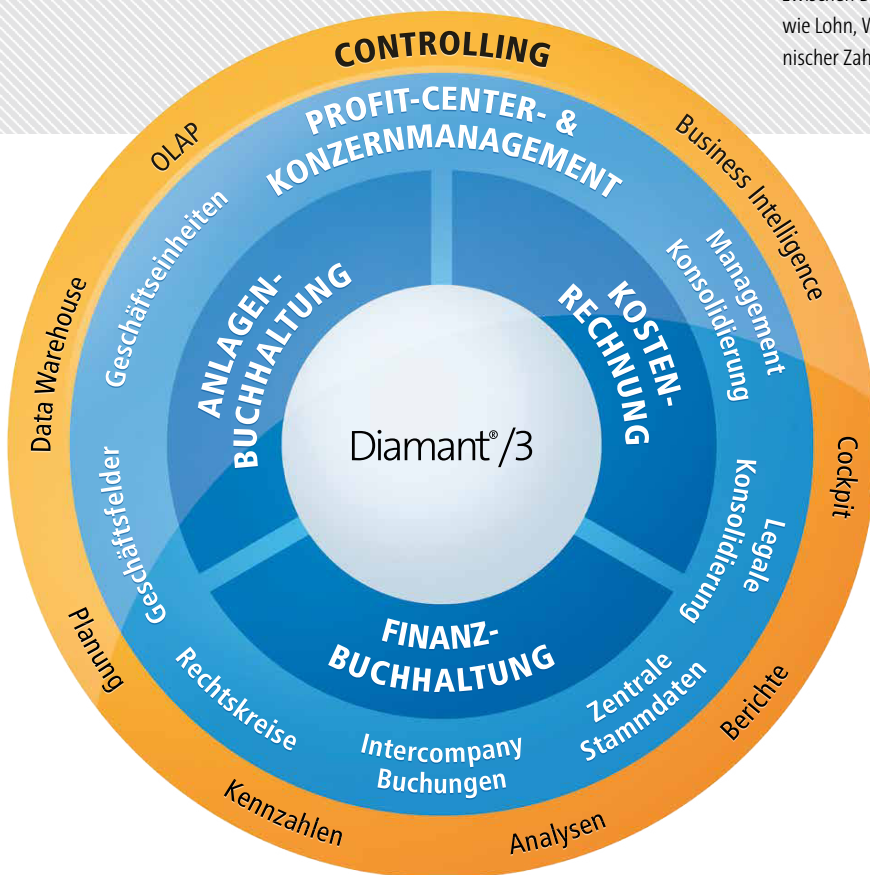 wie Lohn, W
nischer Zah
CONTROLLING
OLAP
Business Intelligence
Data Warehouse
Cockpit
Planung
Berichte
Kennzahlen
Analysen
PROFIT-CENTER- &
KONZERNMANAGEMENT
Geschäftseinheiten
Management
Konsolidierung
Geschäftsfelder
Legale
Konsolidierung
Rechtskreise
Zentrale
Stammdaten
Intercompany
Buchungen
ANLAGEN-
BUCHHALTUNG
KOSTEN-
RECHNUNG
FINANZ-
BUCHHALTUNG
Diamant®/3